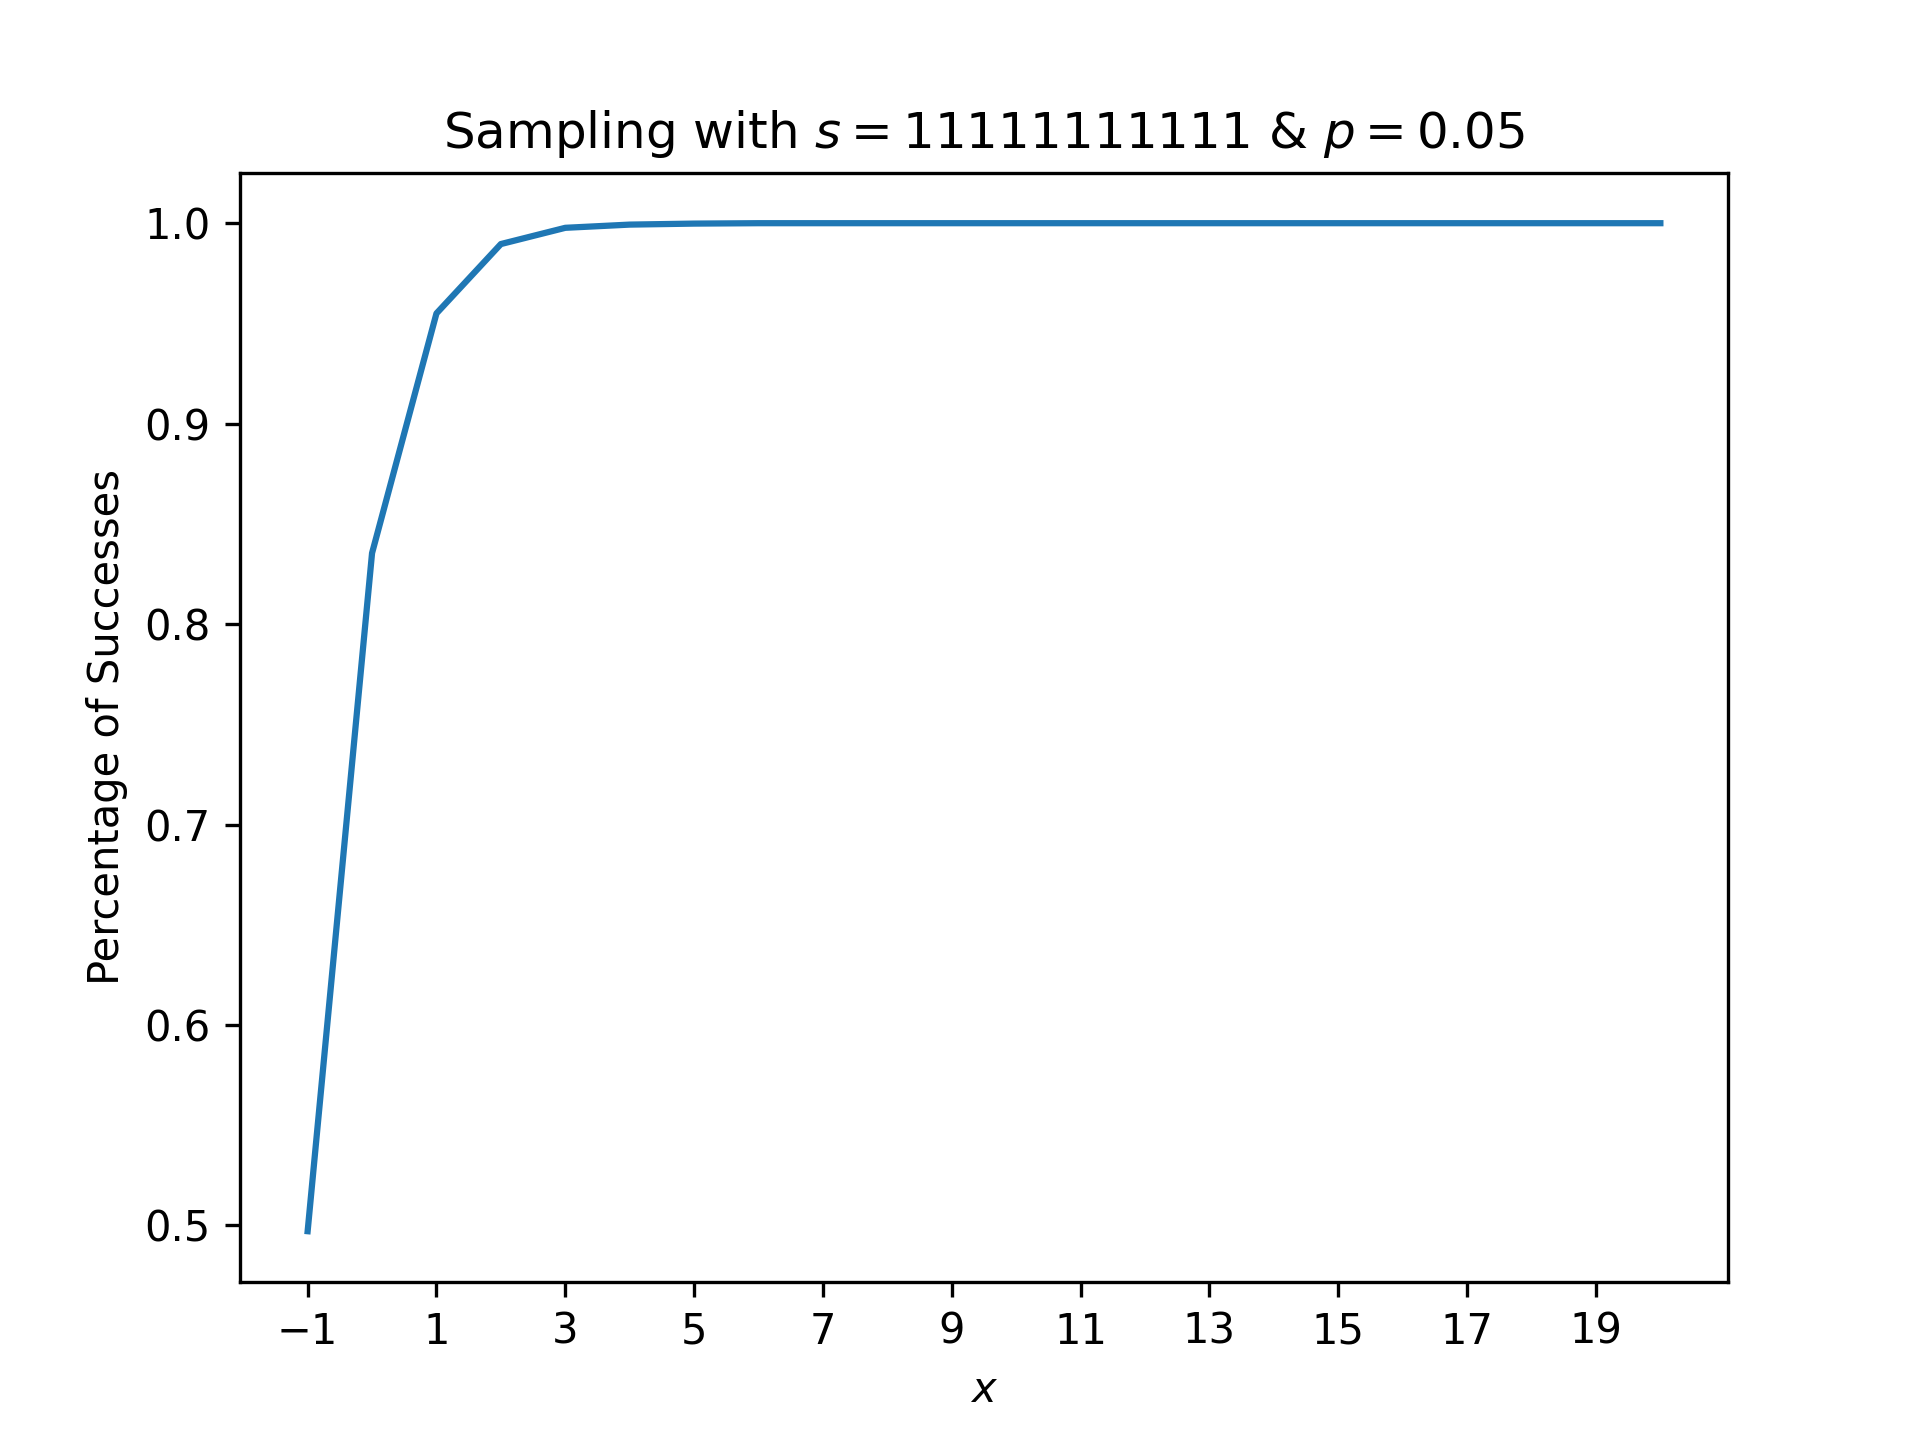 Sampling with s = 11111111111 & p = 0.05
1.0
0.9
0.8
0.7
0.6
0.5
Percentage of Successes
−1 1 3 5 7 9 11 13 15 17 19
x